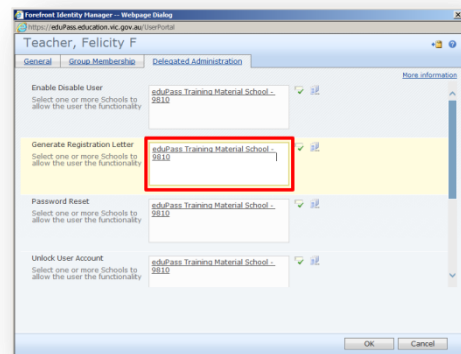 Forefront Identity Manager -- Webpage Dialog
https://eduPass.education.vic.gov.au/UserPortal
Teacher, Felicity F
General Group Membership Delegated Administration
More information
Enable Disable User
Select one or more Schools to
allow the user the functionality
eduPass Training Material School -
9810
Generate Registration Letter
Select one or more Schools to
allow the user the functionality
eduPass Training Material School -
9810
Password Reset
Select one or more Schools to
allow the user the functionality
eduPass Training Material School -
9810
Unlock User Account
Select one or more Schools to
allow the user the functionality
eduPass Training Material School -
9810
OK Cancel